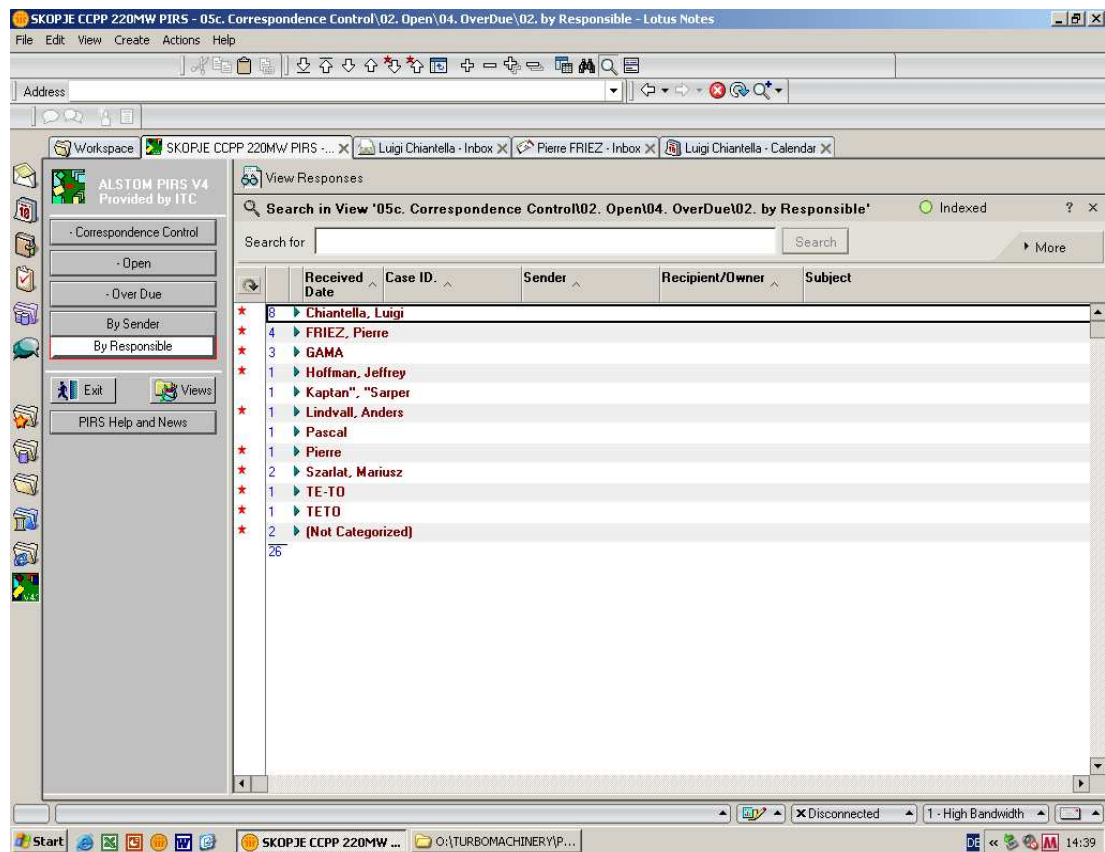 SKOPJE CCPP 220MW PIRS - 05c. Correspondence Control\02. Open\04. OverDue\02. by Responsible - Lotus Notes
File Edit View Create Actions Help
Address
Workspace SKOPJE CCPP 220MW PIRS -... Luigi Chiantella - Inbox Pierre FRIEZ - Inbox Luigi Chiantella - Calendar
ALSTOM PIRS V4
Provided by ITC
- Correspondence Control
- Open
- Over Due
By Sender
By Responsible
Exit Views
PIRS Help and News
View Responses
Search in View '05c. Correspondence Control\02. Open\04. OverDue\02. by Responsible' Indexed ? ×
Search for Search More
Received Date Case ID. Sender Recipient/Owner Subject
8 Chiantella, Luigi
4 FRIEZ, Pierre
3 GAMA
1 Hoffman, Jeffrey
1 Kaptan", "Sarper
1 Lindvall, Anders
1 Pascal
1 Pierre
2 Szarlat, Mariusz
1 TE-TO
1 TETO
2 (Not Categorized)
26
Disconnected 1 - High Bandwidth
Start SKOPJE CCPP 220MW ... O:\TURBOMACHINERY\P... DE « 14:39